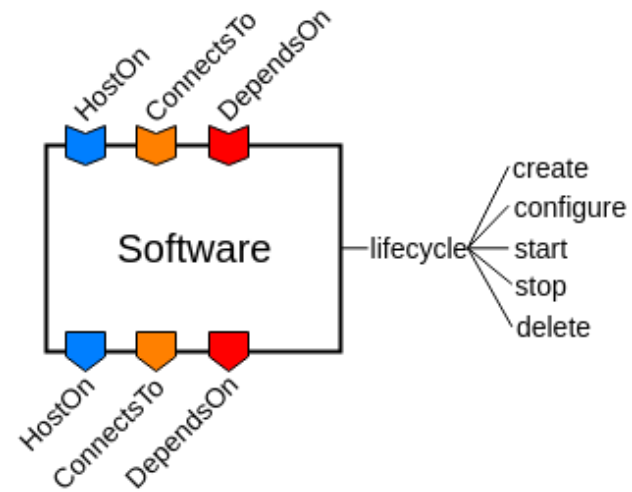 HostOn
ConnectsTo
DependsOn
Software
lifecycle
create
configure
start
stop
delete
HostOn
ConnectsTo
DependsOn